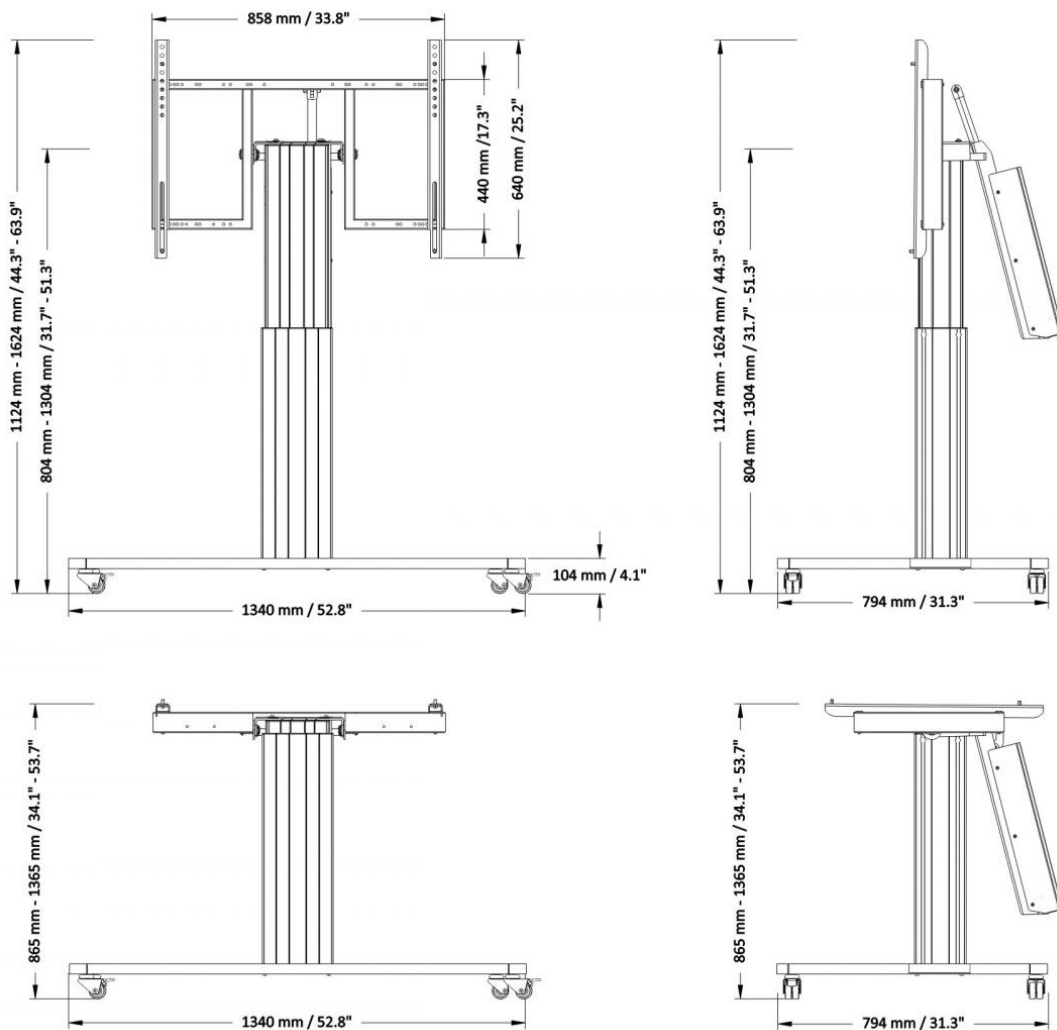 858 mm / 33.8"
1124 mm - 1624 mm / 44.3" - 63.9"
804 mm - 1304 mm / 31.7" - 51.3"
440 mm /17.3"
640 mm / 25.2"
104 mm / 4.1"
1340 mm / 52.8"
1124 mm - 1624 mm / 44.3" - 63.9"
804 mm - 1304 mm / 31.7" - 51.3"
794 mm / 31.3"
865 mm - 1365 mm / 34.1" - 53.7"
1340 mm / 52.8"
865 mm - 1365 mm / 34.1" - 53.7"
794 mm / 31.3"